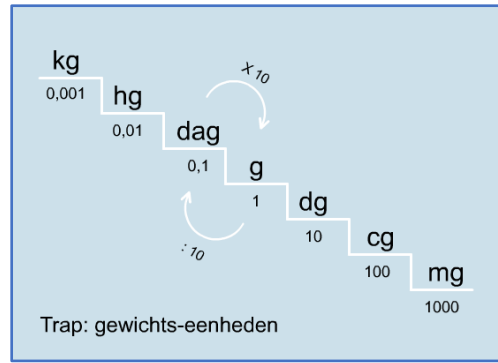 kg
0,001
hg
0,01
X 10
dag
0,1
g
1
: 10
dg
10
cg
100
mg
1000
Trap: gewichts-eenheden